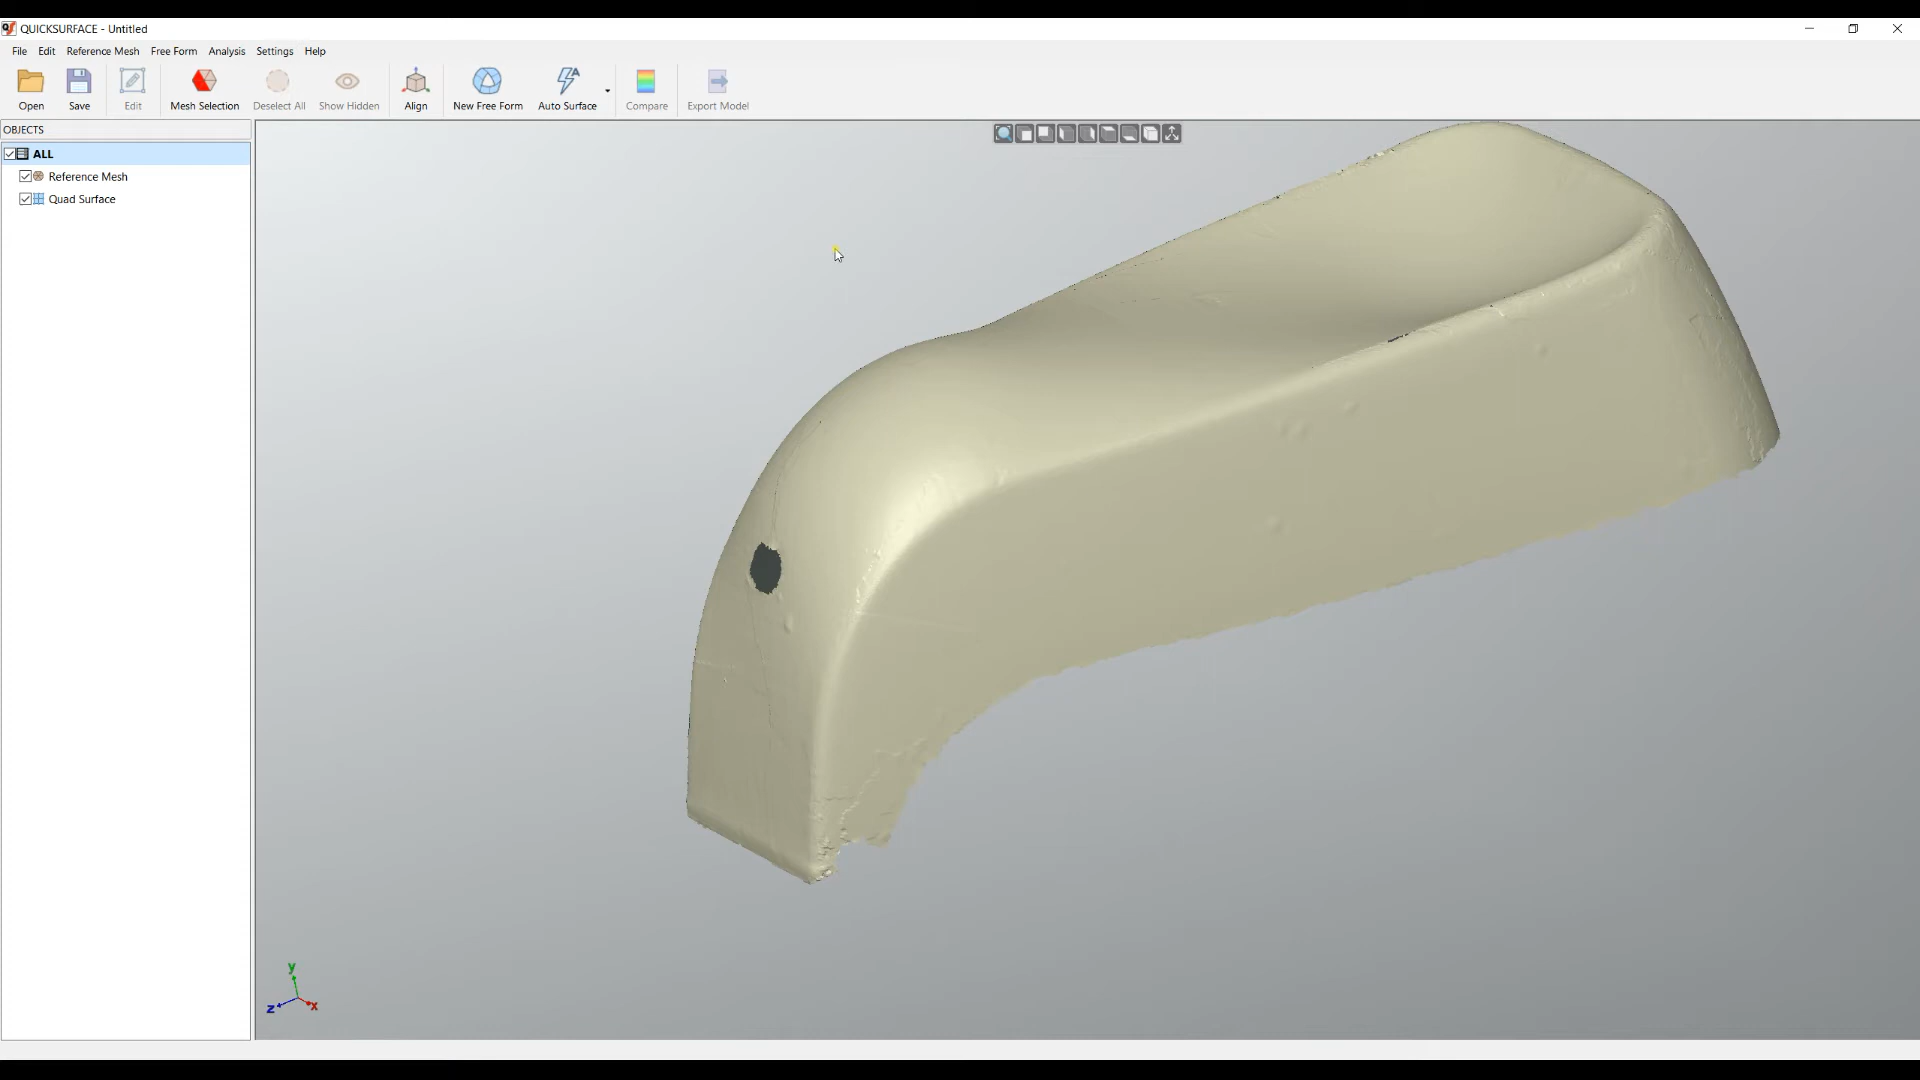 QUICKSURFACE - Untitled
File Edit Reference Mesh Free Form Analysis Settings Help
Open Save Edit Mesh Selection Deselect All Show Hidden Align New Free Form Auto Surface Compare Export Model
OBJECTS
ALL
Reference Mesh
Quad Surface
y
z x